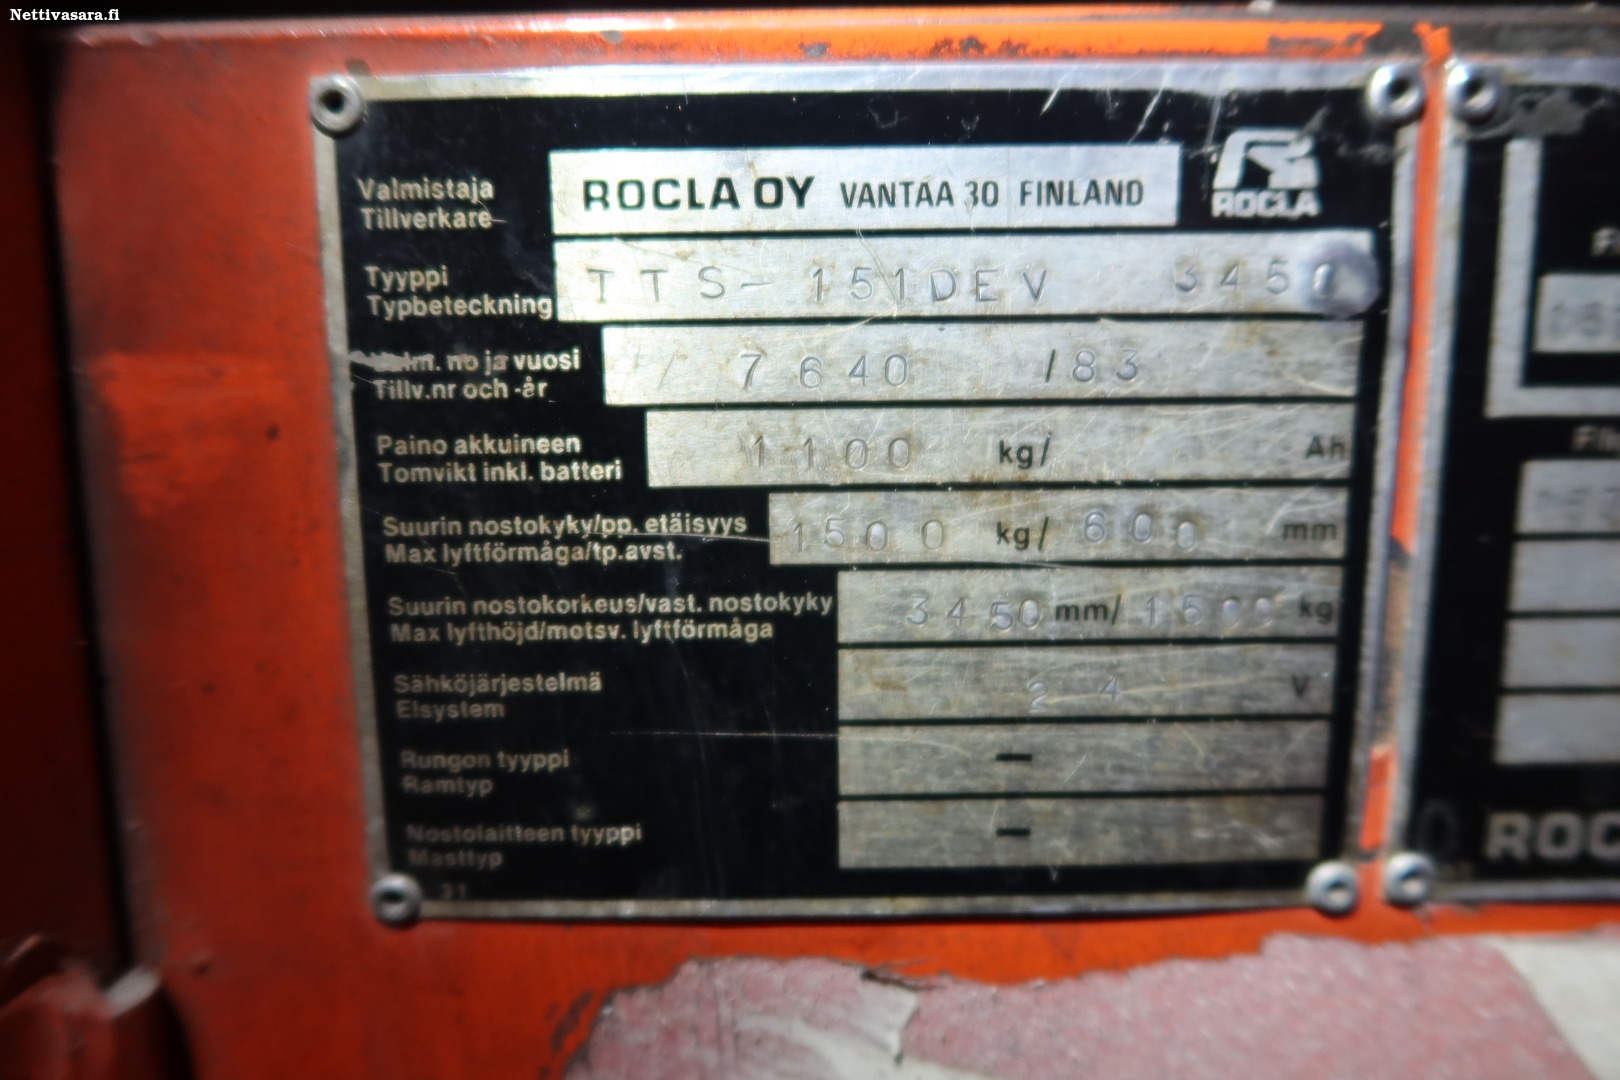 Nettivasara.fi
Valmistaja
Tillverkare
ROCLA OY VANTAA 30 FINLAND
ROCLA
Tyyppi
Typbeteckning
TTS-151DEV 3450
Valm. no ja vuosi
Tillv.nr och -år
7640 /83
Paino akkuineen
Tomvikt inkl. batteri
1100 kg/ Ah
Suurin nostokyky/pp. etäisyys
Max lyftförmåga/tp.avst.
1500 kg/ 600 mm
Suurin nostokorkeus/vast. nostokyky
Max lyfthöjd/motsv. lyftförmåga
3450 mm/ 1500 kg
Sähköjärjestelmä
Elsystem
24 V
Rungon tyyppi
Ramtyp
–
Nostolaitteen tyyppi
Masttyp
–
31
ROC